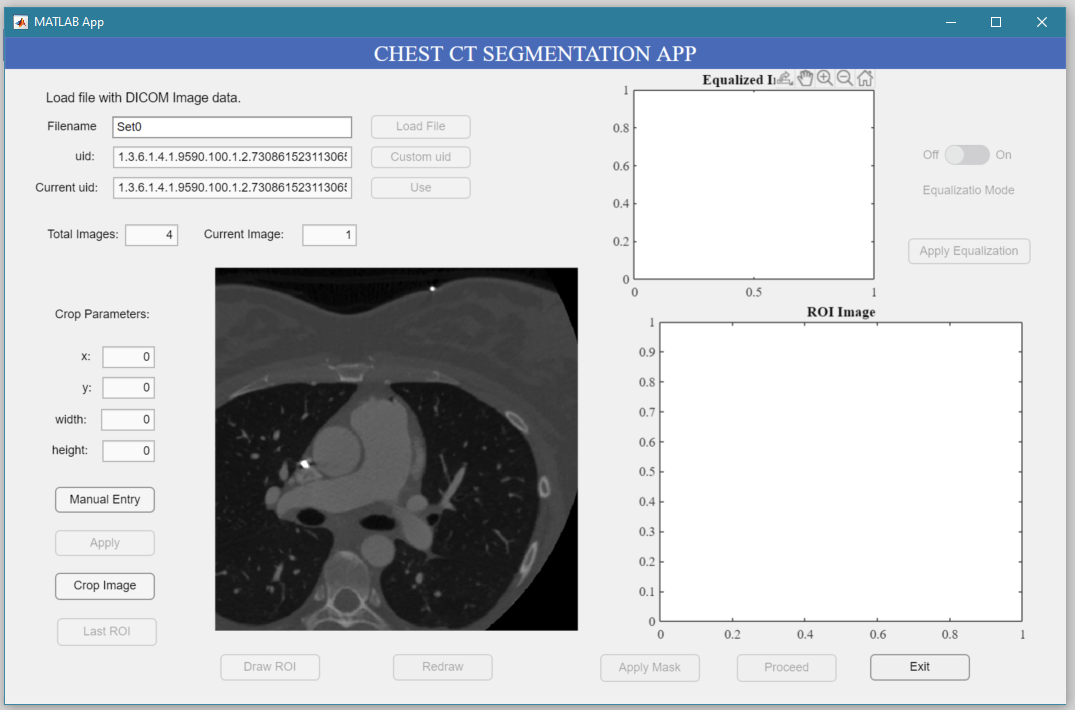 MATLAB App
CHEST CT SEGMENTATION APP
Load file with DICOM Image data.
Filename Set0 Load File
uid: 1.3.6.1.4.1.9590.100.1.2.7308615231130 Custom uid
Current uid: 1.3.6.1.4.1.9590.100.1.2.7308615231130 Use
Total Images: 4 Current Image: 1
Crop Parameters:
x: 0
y: 0
width: 0
height: 0
Manual Entry
Apply
Crop Image
Last ROI
Draw ROI Redraw
Equalized
1
0.8
0.6
0.4
0.2
0
0 0.5 1
Off On
Equalizatio Mode
Apply Equalization
ROI Image
1
0.9
0.8
0.7
0.6
0.5
0.4
0.3
0.2
0.1
0
0 0.2 0.4 0.6 0.8 1
Apply Mask Proceed Exit